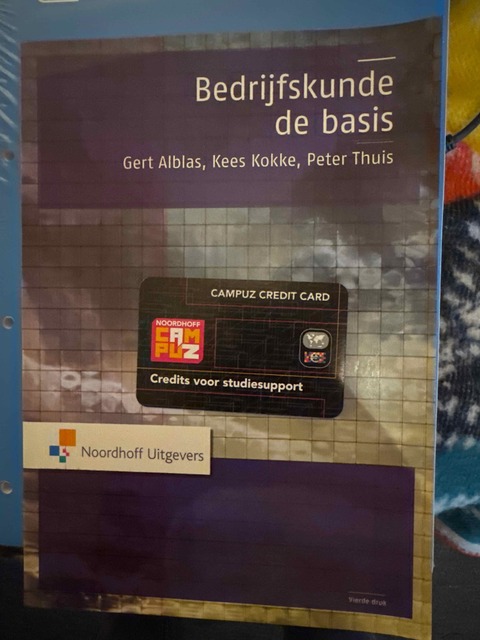 Bedrijfskunde
de basis
Gert Alblas, Kees Kokke, Peter Thuis
CAMPUZ CREDIT CARD
NOORDHOFF
CAM
PUZ
Credits voor studiesupport
Noordhoff Uitgevers
vierde druk